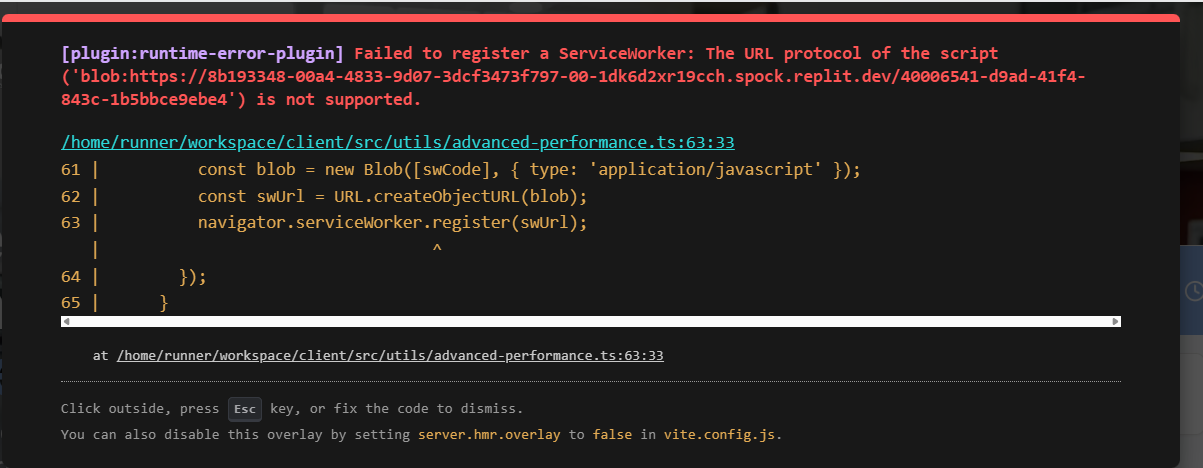 [plugin:runtime-error-plugin] Failed to register a ServiceWorker: The URL protocol of the script
('blob:https://8b193348-00a4-4833-9d07-3dcf3473f797-00-1dk6d2xr19cch.spock.replit.dev/40006541-d9ad-41f4-
843c-1b5bbce9ebe4') is not supported.
/home/runner/workspace/client/src/utils/advanced-performance.ts:63:33
61 |          const blob = new Blob([swCode], { type: 'application/javascript' });
62 |          const swUrl = URL.createObjectURL(blob);
63 |          navigator.serviceWorker.register(swUrl);
   |                                   ^
64 |        });
65 |      }
at /home/runner/workspace/client/src/utils/advanced-performance.ts:63:33
Click outside, press Esc key, or fix the code to dismiss.
You can also disable this overlay by setting server.hmr.overlay to false in vite.config.js.